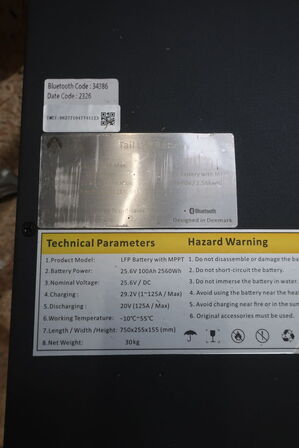 Bluetooth Code : 34386
Date Code : 2326
Tail Lift
Bluetooth
Designed in Denmark
Technical Parameters
1.Product Model: LFP Battery with MPPT
2.Battery Power: 25.6V 100Ah 2560Wh
3.Nominal Voltage: 25.6V / DC
4.Charging : 29.2V (1~125A / Max)
5.Discharging : 20V (125A / Max)
6.Working Temperature: -10℃~55℃
7.Length / Width /Height: 750x255x155 (mm)
8.Net Weight: 30kg
Hazard Warning
1. Do not disassemble or damage the ba
2. Do not short-circuit the battery.
3. Do not immerse the battery in water.
4. Avoid using the battery near the hea
5. Avoid charging near fire or in the sun
6. Original accessories must be used.